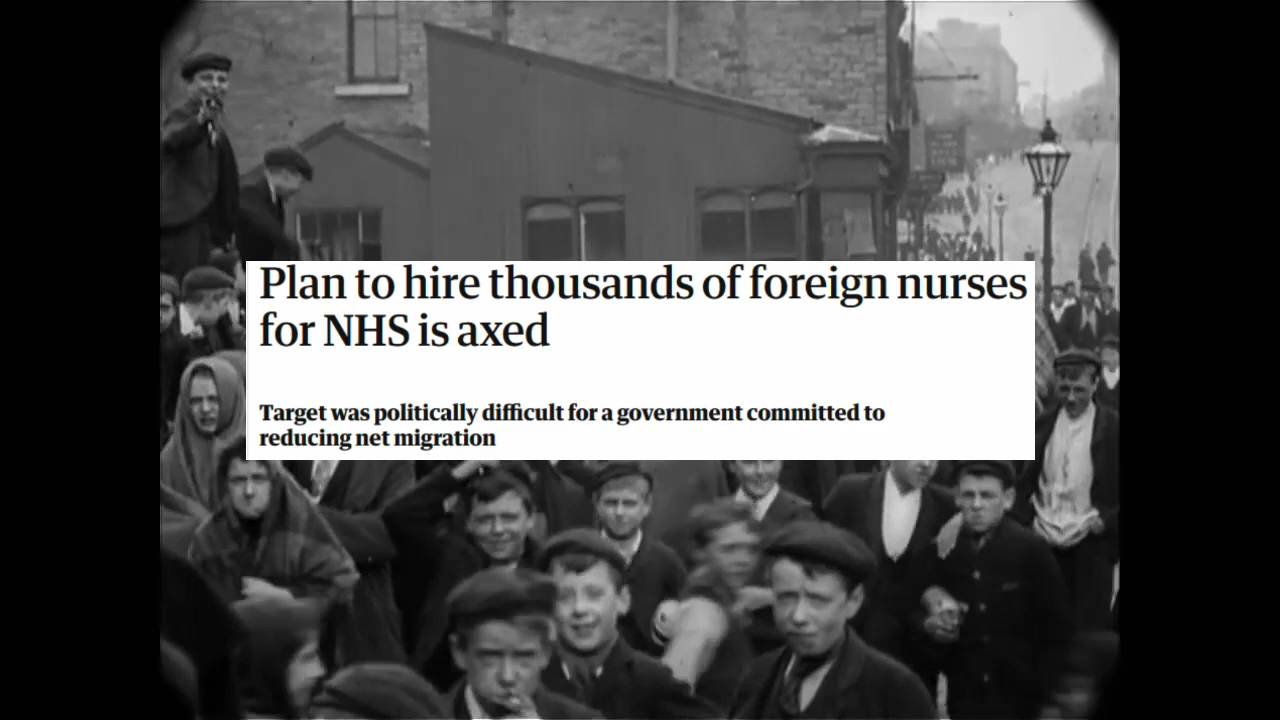 Plan to hire thousands of foreign nurses
for NHS is axed
Target was politically difficult for a government committed to
reducing net migration